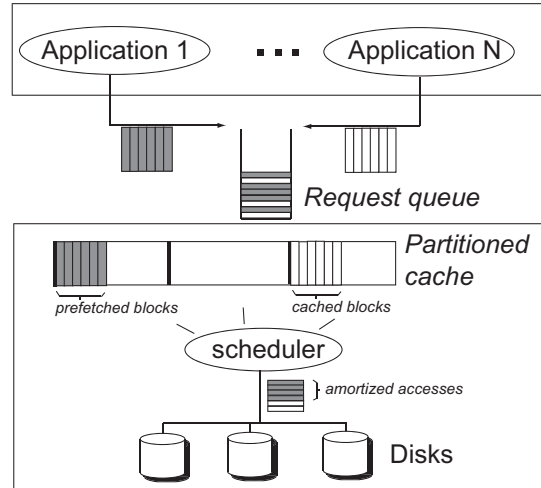 Application 1
Application N
Request queue
Partitioned
cache
prefetched blocks
cached blocks
scheduler
amortized accesses
Disks